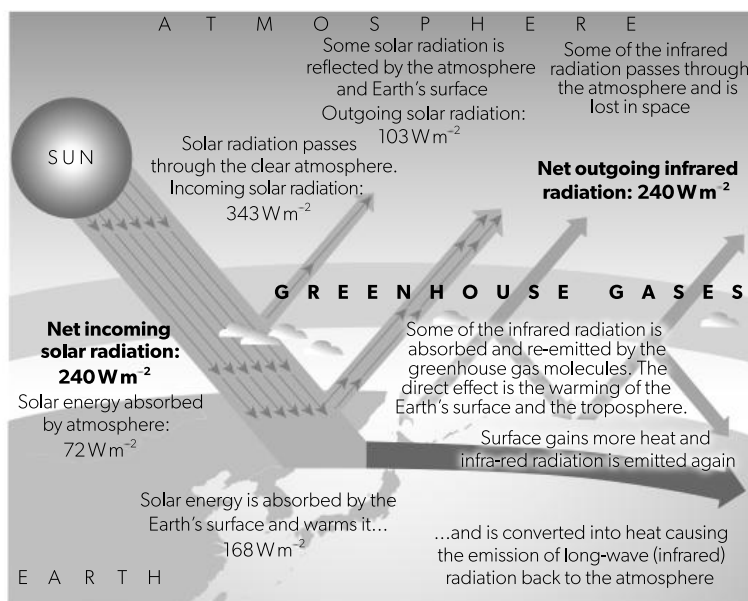 A T M O S P H E R E
Some solar radiation is
reflected by the atmosphere
and Earth's surface
Outgoing solar radiation:
103 W m⁻²
Some of the infrared
radiation passes through
the atmosphere and is
lost in space
SUN
Solar radiation passes
through the clear atmosphere.
Incoming solar radiation:
343 W m⁻²
Net outgoing infrared
radiation: 240 W m⁻²
G R E E N H O U S E G A S E S
Net incoming
solar radiation:
240 W m⁻²
Solar energy absorbed
by atmosphere:
72 W m⁻²
Some of the infrared radiation is
absorbed and re-emitted by the
greenhouse gas molecules. The
direct effect is the warming of the
Earth's surface and the troposphere.
Surface gains more heat and
infra-red radiation is emitted again
Solar energy is absorbed by the
Earth's surface and warms it...
168 W m⁻²
...and is converted into heat causing
the emission of long-wave (infrared)
radiation back to the atmosphere
E A R T H